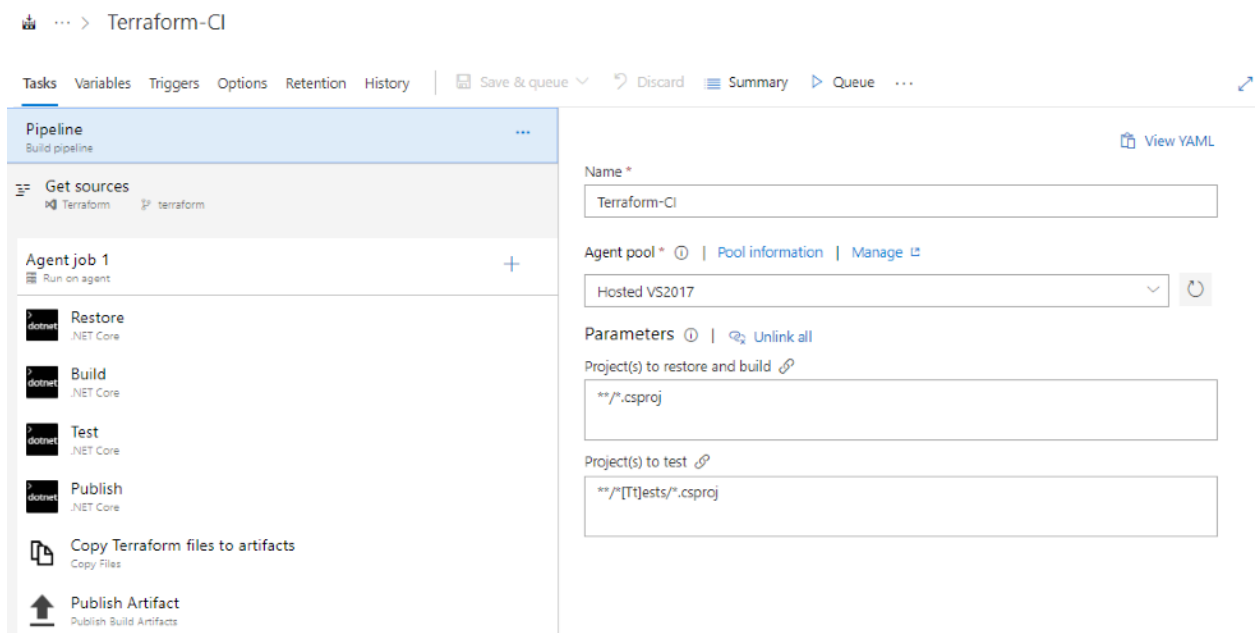 ... > Terraform-CI
Tasks Variables Triggers Options Retention History Save & queue Discard Summary Queue ...
Pipeline ...
Build pipeline
View YAML
Get sources
Terraform terraform
Name *
Terraform-CI
Agent job 1 +
Run on agent
Agent pool * | Pool information | Manage
Hosted VS2017
>
dotnet
Restore
.NET Core
Parameters | Unlink all
Project(s) to restore and build
**/*.csproj
>
dotnet
Build
.NET Core
>
dotnet
Test
.NET Core
Project(s) to test
**/*[Tt]ests/*.csproj
>
dotnet
Publish
.NET Core
Copy Terraform files to artifacts
Copy Files
Publish Artifact
Publish Build Artifacts